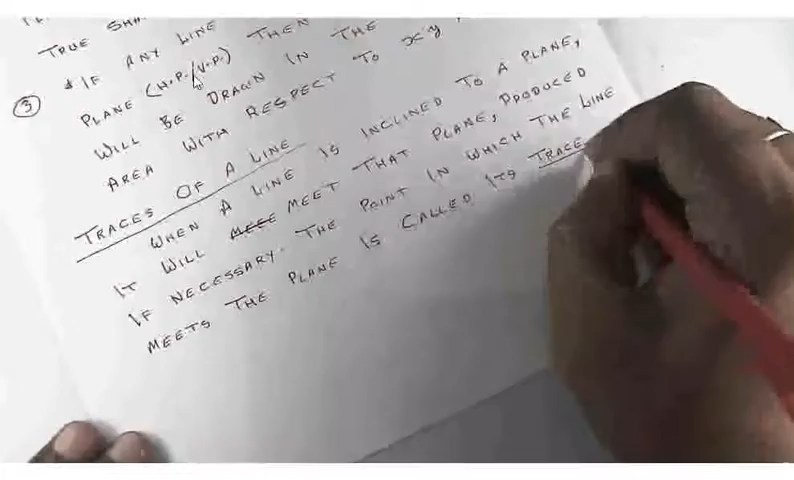 TRUE
③ * IF ANY LINE
PLANE (H.P./V.P.) THEN THE
WILL BE DRAWN IN THE
AREA WITH RESPECT TO XY
TRACES OF A LINE
WHEN A LINE IS INCLINED TO A PLANE,
IT WILL MEET THAT PLANE, PRODUCED
IF NECESSARY. THE POINT IN WHICH THE LINE
MEETS THE PLANE IS CALLED ITS TRACE